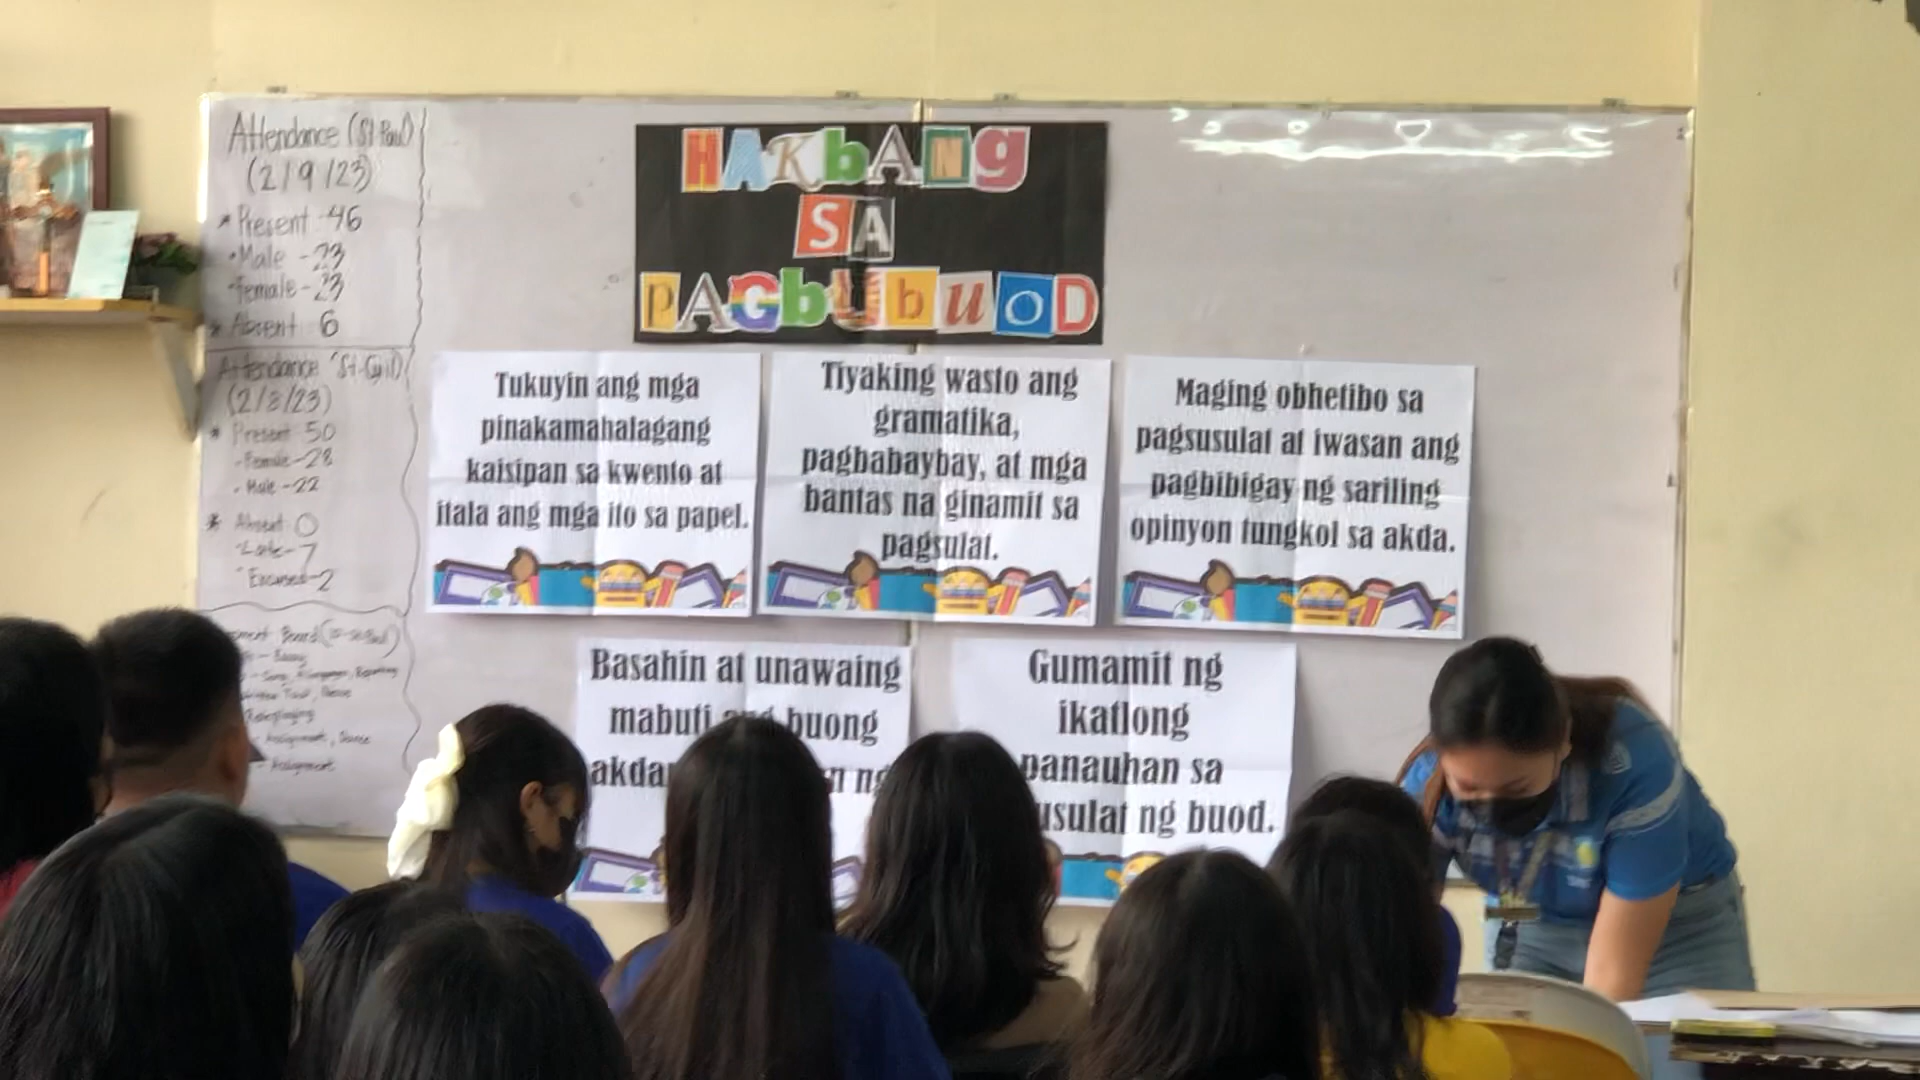 Attendance (St. Paul)
(2/9/23)
* Present - 46
• Male - 23
- Female - 23
* Absent 6
Attendance
(2/8/23)
* Present 50
- Female - 28
- Male - 22
* Absent 0
Late - 7
Excused - 2
HAKbANg
SA
PAGbUbUOD
Tukuyin ang mga
pinakamahalagang
kaisipan sa kwento at
itala ang mga ito sa papel.
Tiyaking wasto ang
gramatika,
pagbabaybay, at mga
bantas na ginamit sa
pagsulat.
Maging obhetibo sa
pagsusulat at iwasan ang
pagbibigay ng sariling
opinyon tungkol sa akda.
Basahin at unawaing
mabuti ang buong
Gumamit ng
ikatlong
panauhan sa
ng buod.
Assignment, Dance
- Assignment